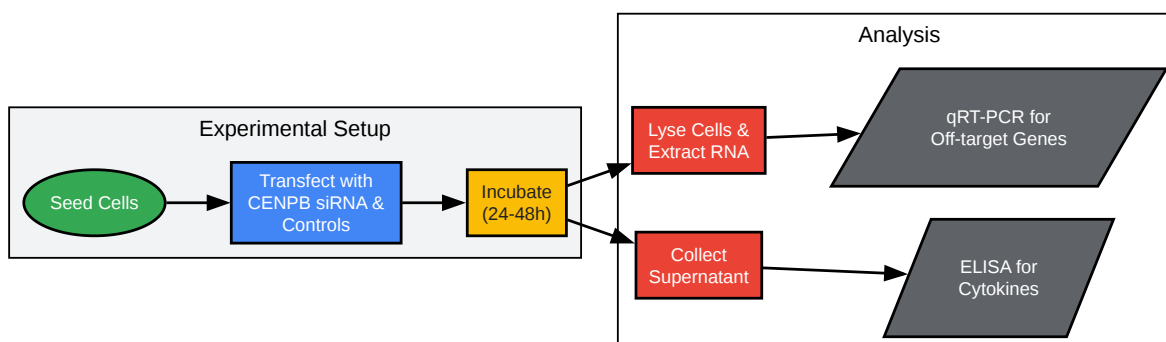 Experimental Setup
Seed Cells
Transfect with
CENPB siRNA &
Controls
Incubate
(24-48h)
Analysis
Lyse Cells &
Extract RNA
qRT-PCR for
Off-target Genes
Collect
Supernatant
ELISA for
Cytokines